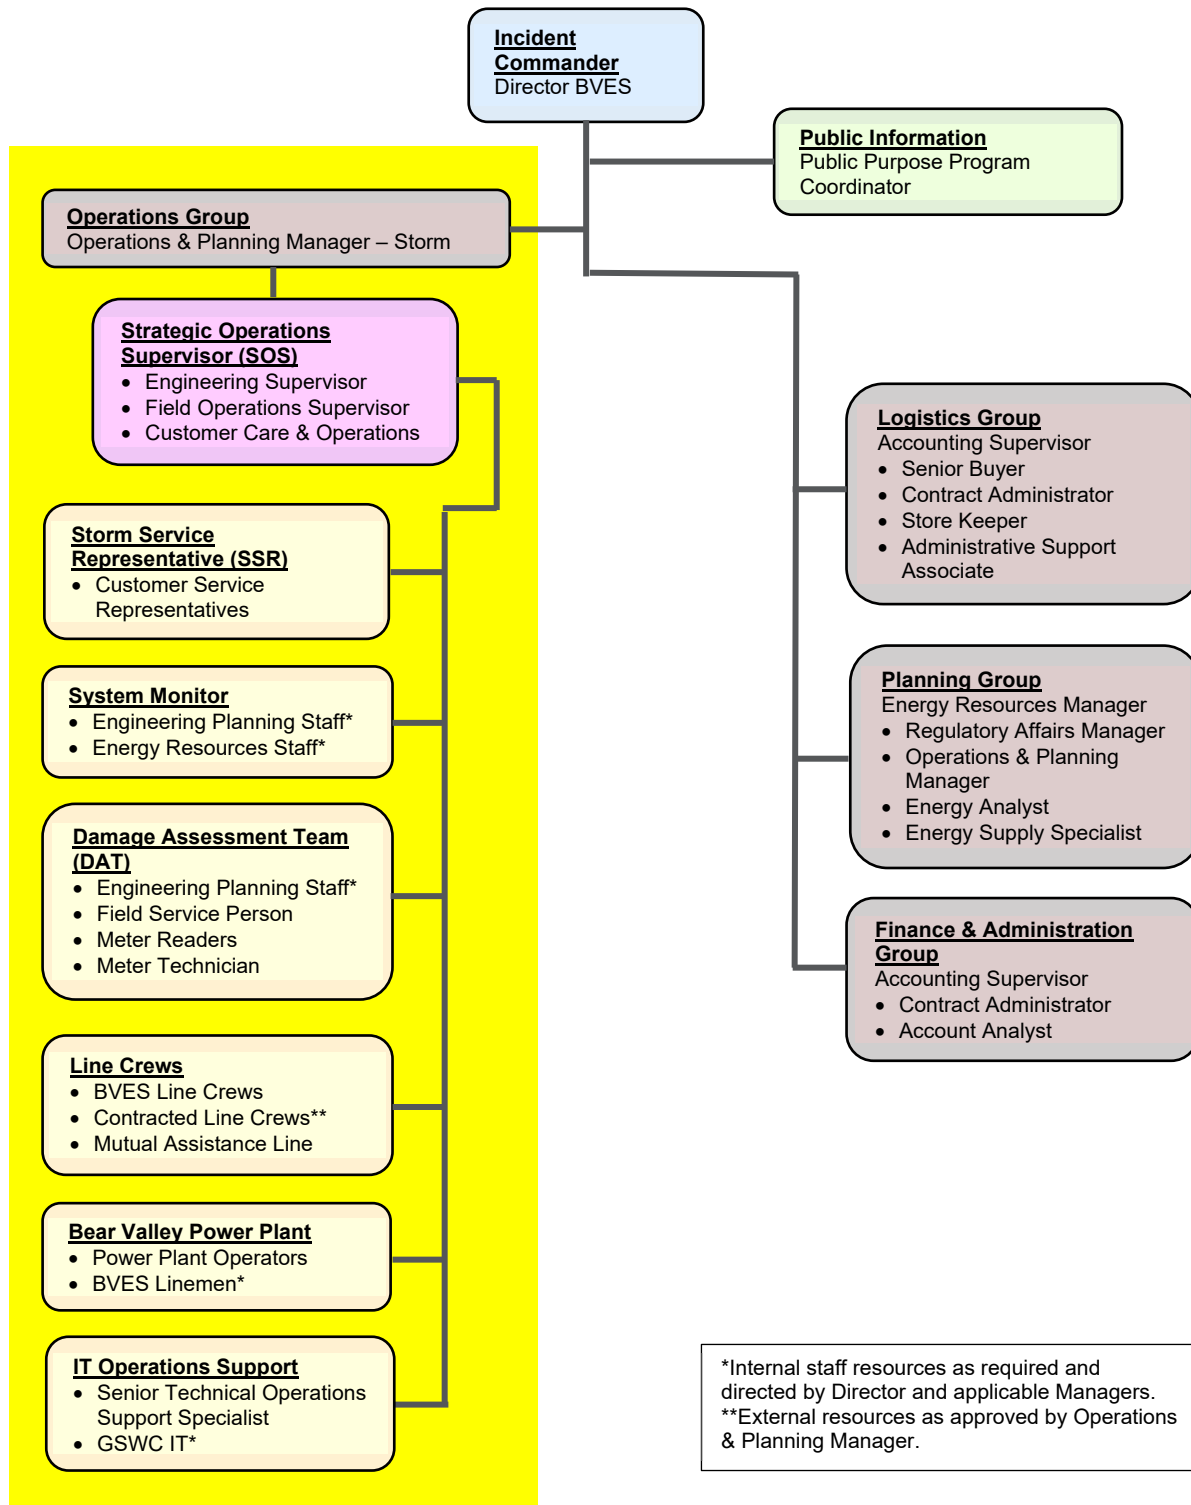 Incident
Commander
Director BVES
Public Information
Public Purpose Program
Coordinator
Operations Group
Operations & Planning Manager – Storm
Strategic Operations
Supervisor (SOS)
• Engineering Supervisor
• Field Operations Supervisor
• Customer Care & Operations
Storm Service
Representative (SSR)
• Customer Service
Representatives
System Monitor
• Engineering Planning Staff*
• Energy Resources Staff*
Damage Assessment Team
(DAT)
• Engineering Planning Staff*
• Field Service Person
• Meter Readers
• Meter Technician
Line Crews
• BVES Line Crews
• Contracted Line Crews**
• Mutual Assistance Line
Bear Valley Power Plant
• Power Plant Operators
• BVES Linemen*
IT Operations Support
• Senior Technical Operations
Support Specialist
• GSWC IT*
Logistics Group
Accounting Supervisor
• Senior Buyer
• Contract Administrator
• Store Keeper
• Administrative Support
Associate
Planning Group
Energy Resources Manager
• Regulatory Affairs Manager
• Operations & Planning
Manager
• Energy Analyst
• Energy Supply Specialist
Finance & Administration
Group
Accounting Supervisor
• Contract Administrator
• Account Analyst
*Internal staff resources as required and
directed by Director and applicable Managers.
**External resources as approved by Operations
& Planning Manager.